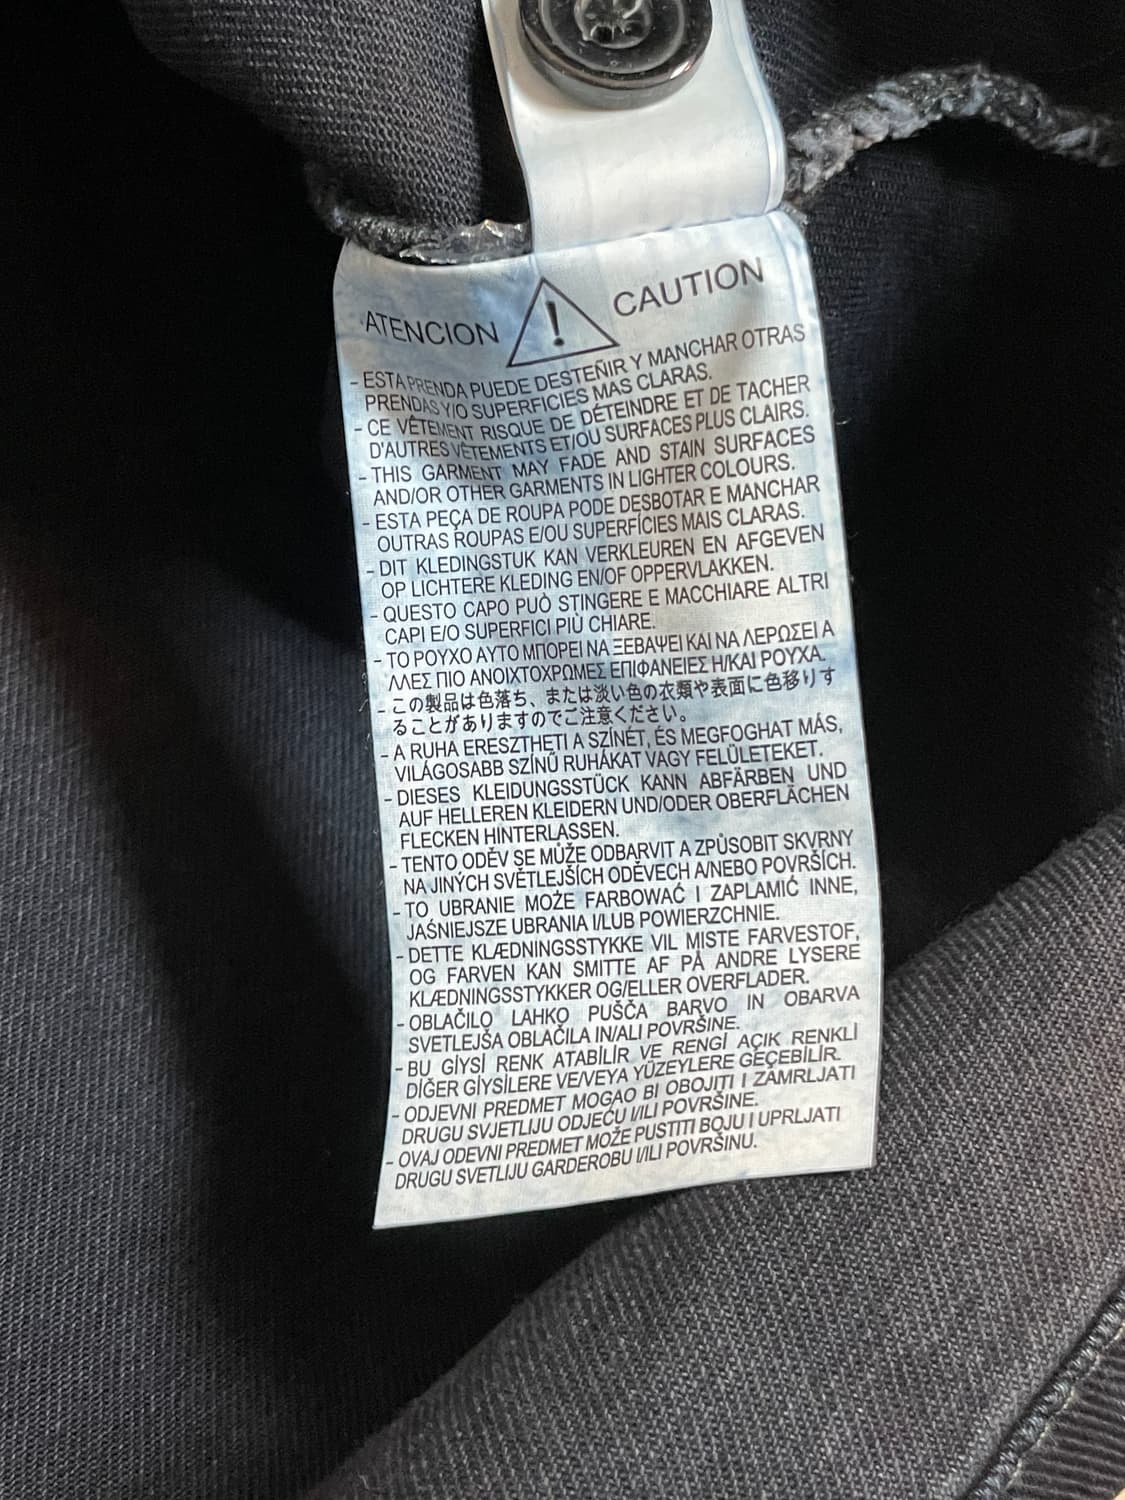 ATENCION ! CAUTION
- ESTA PRENDA PUEDE DESTEÑIR Y MANCHAR OTRAS
PRENDAS Y/O SUPERFICIES MAS CLARAS.
- CE VÊTEMENT RISQUE DE DÉTEINDRE ET DE TACHER
D'AUTRES VÊTEMENTS ET/OU SURFACES PLUS CLAIRS.
- THIS GARMENT MAY FADE AND STAIN SURFACES
AND/OR OTHER GARMENTS IN LIGHTER COLOURS.
- ESTA PEÇA DE ROUPA PODE DESBOTAR E MANCHAR
OUTRAS ROUPAS E/OU SUPERFÍCIES MAIS CLARAS.
- DIT KLEDINGSTUK KAN VERKLEUREN EN AFGEVEN
OP LICHTERE KLEDING EN/OF OPPERVLAKKEN.
- QUESTO CAPO PUÒ STINGERE E MACCHIARE ALTRI
CAPI E/O SUPERFICI PIÙ CHIARE.
- ΤΟ ΡΟΥΧΟ ΑΥΤΟ ΜΠΟΡΕΙ ΝΑ ΞΕΒΑΨΕΙ ΚΑΙ ΝΑ ΛΕΡΩΣΕΙ Α
ΛΛΕΣ ΠΙΟ ΑΝΟΙΧΤΟΧΡΩΜΕΣ ΕΠΙΦΑΝΕΙΕΣ Η/ΚΑΙ ΡΟΥΧΑ.
- この製品は色落ち、または淡い色の衣類や表面に色移りす
ることがありますのでご注意ください。
- A RUHA ERESZTHETI A SZÍNÉT, ÉS MEGFOGHAT MÁS,
VILÁGOSABB SZÍNŰ RUHÁKAT VAGY FELÜLETEKET.
- DIESES KLEIDUNGSSTÜCK KANN ABFÄRBEN UND
AUF HELLEREN KLEIDERN UND/ODER OBERFLÄCHEN
FLECKEN HINTERLASSEN.
- TENTO ODĚV SE MŮŽE ODBARVIT A ZPŮSOBIT SKVRNY
NA JINÝCH SVĚTLEJŠÍCH ODĚVECH A/NEBO POVRŠÍCH.
- TO UBRANIE MOŻE FARBOWAĆ I ZAPLAMIĆ INNE,
JAŚNIEJSZE UBRANIA I/LUB POWIERZCHNIE.
- DETTE KLÆDNINGSSTYKKE VIL MISTE FARVESTOF,
OG FARVEN KAN SMITTE AF PÅ ANDRE LYSERE
KLÆDNINGSSTYKKER OG/ELLER OVERFLADER.
- OBLAČILO LAHKO PUŠČA BARVO IN OBARVA
SVETLEJŠA OBLAČILA IN/ALI POVRŠINE.
- BU GİYSİ RENK ATABİLİR VE RENGİ AÇIK RENKLİ
DİĞER GİYSİLERE VE/VEYA YÜZEYLERE GEÇEBİLİR.
- ODJEVNI PREDMET MOGAO BI OBOJITI I ZAMRLJATI
DRUGU SVJETLIJU ODJEĆU I/ILI POVRŠINE.
- OVAJ ODEVNI PREDMET MOŽE PUSTITI BOJU I UPRLJATI
DRUGU SVETLIJU GARDEROBU I/ILI POVRŠINU.